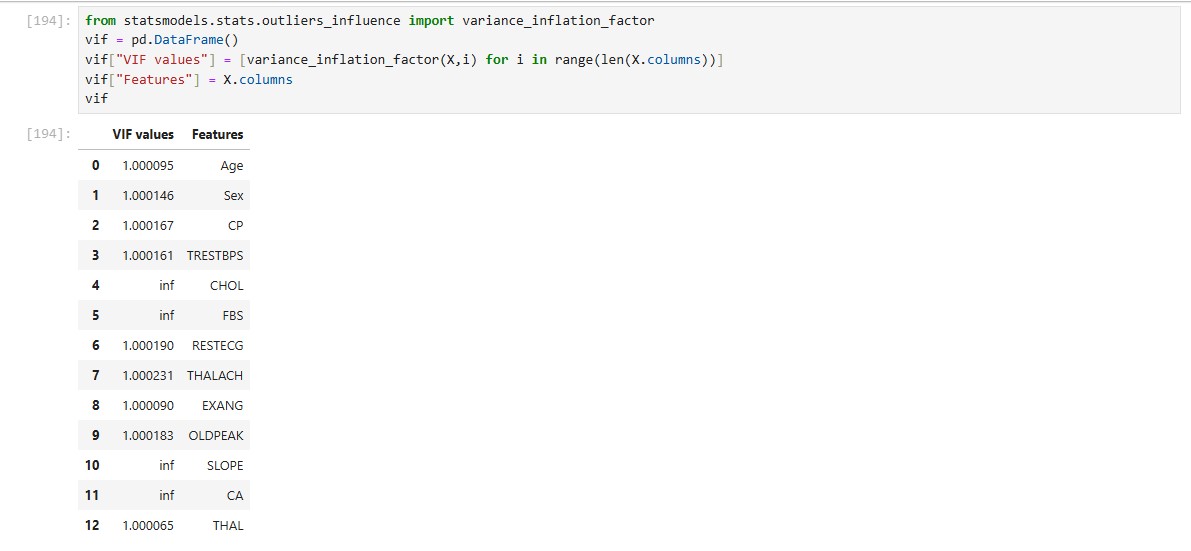 [194]: from statsmodels.stats.outliers_influence import variance_inflation_factor
vif = pd.DataFrame()
vif["VIF values"] = [variance_inflation_factor(X,i) for i in range(len(X.columns))]
vif["Features"] = X.columns
vif
[194]: VIF values Features
0 1.000095 Age
1 1.000146 Sex
2 1.000167 CP
3 1.000161 TRESTBPS
4 inf CHOL
5 inf FBS
6 1.000190 RESTECG
7 1.000231 THALACH
8 1.000090 EXANG
9 1.000183 OLDPEAK
10 inf SLOPE
11 inf CA
12 1.000065 THAL